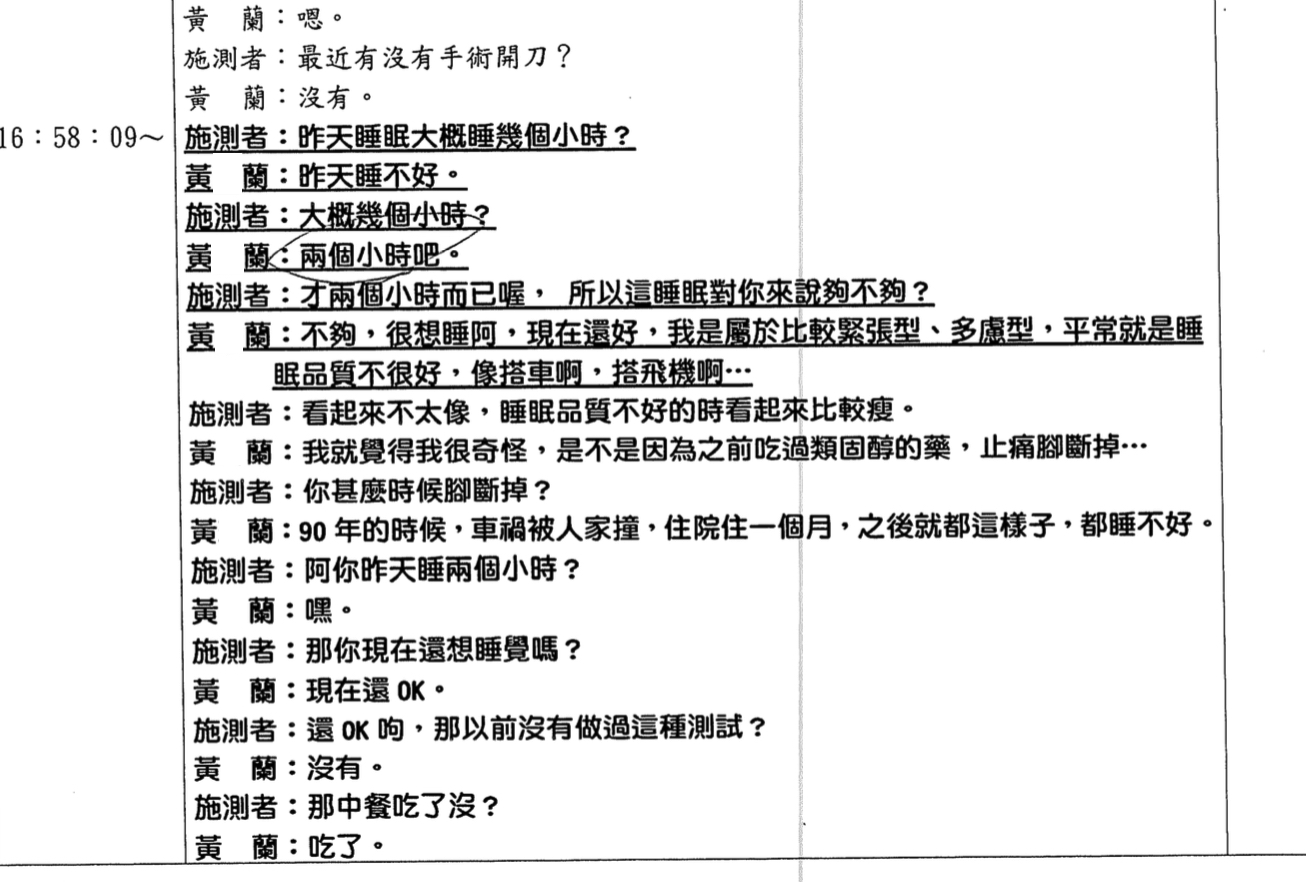 黃　蘭：嗯。
施測者：最近有沒有手術開刀？
黃　蘭：沒有。
16：58：09～ 施測者：昨天睡眠大概睡幾個小時？
黃　蘭：昨天睡不好。
施測者：大概幾個小時？
黃　蘭：兩個小時吧。
施測者：才兩個小時而已喔， 所以這睡眠對你來說夠不夠？
黃　蘭：不夠，很想睡阿，現在還好，我是屬於比較緊張型、多慮型，平常就是睡
眠品質不很好，像搭車啊，搭飛機啊…
施測者：看起來不太像，睡眠品質不好的時看起來比較瘦。
黃　蘭：我就覺得我很奇怪，是不是因為之前吃過類固醇的藥，止痛腳斷掉…
施測者：你甚麼時候腳斷掉？
黃　蘭：90 年的時候，車禍被人家撞，住院住一個月，之後就都這樣子，都睡不好。
施測者：阿你昨天睡兩個小時？
黃　蘭：嘿。
施測者：那你現在還想睡覺嗎？
黃　蘭：現在還 OK。
施測者：還 OK 呴，那以前沒有做過這種測試？
黃　蘭：沒有。
施測者：那中餐吃了沒？
黃　蘭：吃了。